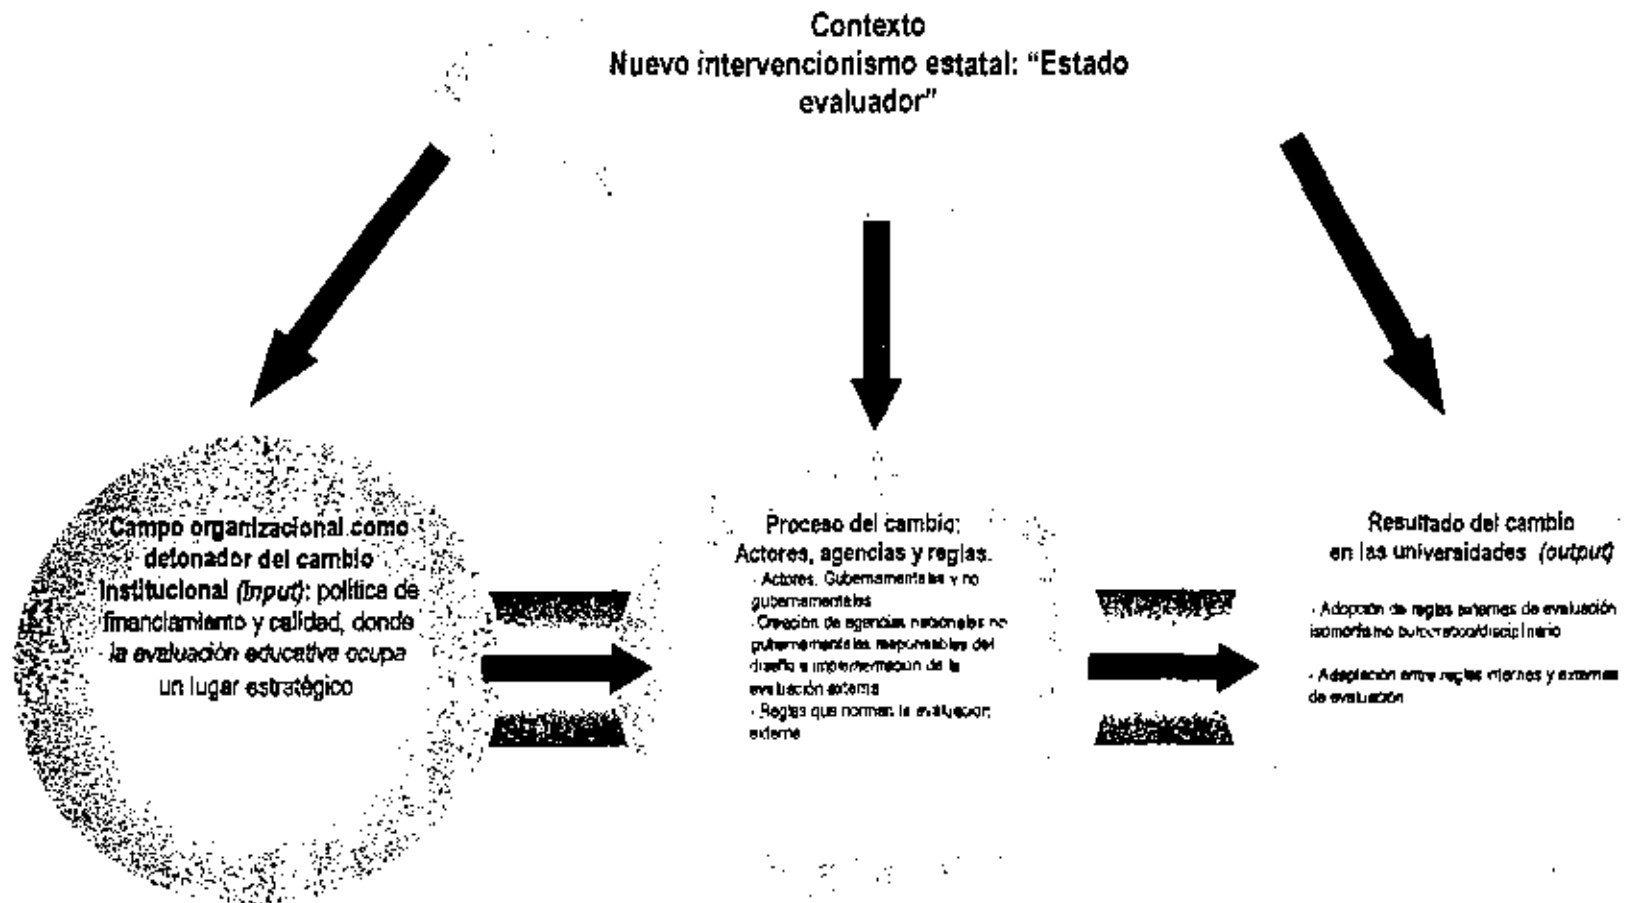 Contexto
Nuevo intervencionismo estatal: “Estado
evaluador”
Campo organizacional como
detonador del cambio
institucional (input): política de
financiamiento y calidad, donde
la evaluación educativa ocupa
un lugar estratégico
Proceso del cambio:
Actores, agencias y reglas.
- Actores. Gubernamentales y no
gubernamentales
- Creación de agencias nacionales no
gubernamentales responsables del
diseño e implementación de la
evaluación externa
- Reglas que norman la evaluación
externa
Resultado del cambio
en las universidades (output)
- Adopción de reglas externas de evaluación
isomorfismo burocrático/disciplinario
- Adaptación entre reglas internas y externas
de evaluación